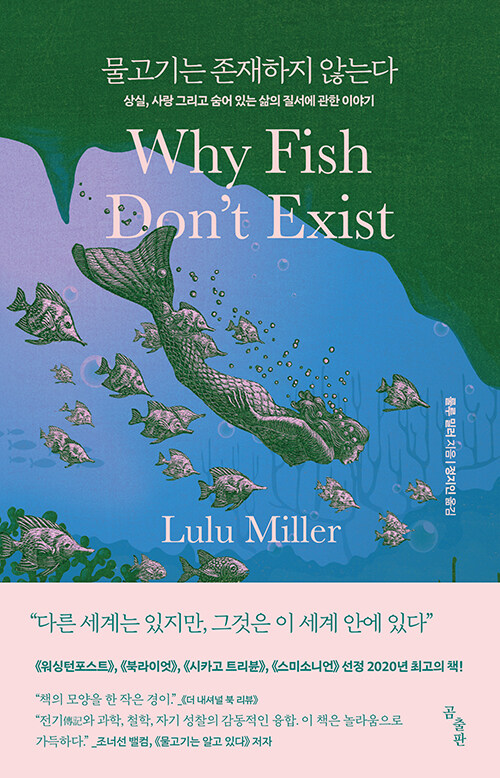 물고기는 존재하지 않는다
상실, 사랑 그리고 숨어 있는 삶의 질서에 관한 이야기
Why Fish
Don't Exist
룰루 밀러 지음 | 정지인 옮김
Lulu Miller
“다른 세계는 있지만, 그것은 이 세계 안에 있다”
《워싱턴포스트》, 《북라이엇》, 《시카고 트리뷴》, 《스미소니언》 선정 2020년 최고의 책!
“책의 모양을 한 작은 경이.”_《더 내셔널 북 리뷰》
“전기傳記와 과학, 철학, 자기 성찰의 감동적인 융합. 이 책은 놀라움으로
가득하다.” _조너선 밸컴, 《물고기는 알고 있다》 저자
곰출판